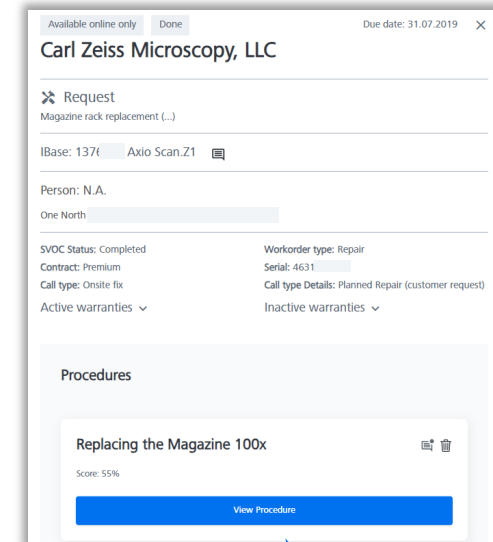 Available online only Done Due date: 31.07.2019
Carl Zeiss Microscopy, LLC
Request
Magazine rack replacement (...)
IBase: 137 Axio Scan.Z1
Person: N.A.
One North
SVOC Status: Completed Workorder type: Repair
Contract: Premium Serial: 4631
Call type: Onsite fix Call type Details: Planned Repair (customer request)
Active warranties Inactive warranties
Procedures
Replacing the Magazine 100x
Score: 55%
View Procedure